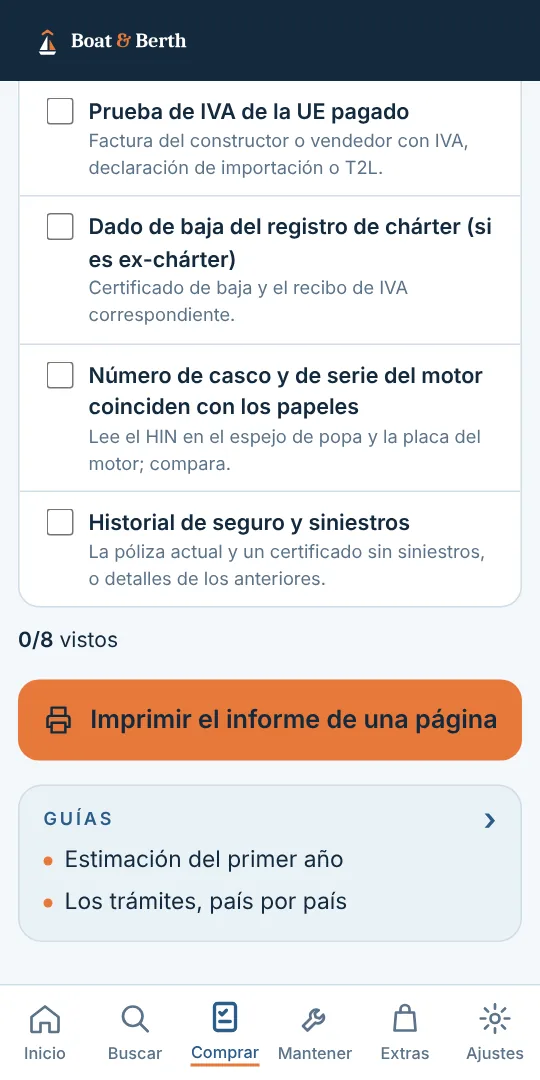 Boat & Berth
Prueba de IVA de la UE pagado
Factura del constructor o vendedor con IVA,
declaración de importación o T2L.
Dado de baja del registro de chárter (si
es ex-chárter)
Certificado de baja y el recibo de IVA
correspondiente.
Número de casco y de serie del motor
coinciden con los papeles
Lee el HIN en el espejo de popa y la placa del
motor; compara.
Historial de seguro y siniestros
La póliza actual y un certificado sin siniestros,
o detalles de los anteriores.
0/8 vistos
Imprimir el informe de una página
GUÍAS
Estimación del primer año
Los trámites, país por país
Inicio
Buscar
Comprar
Mantener
Extras
Ajustes